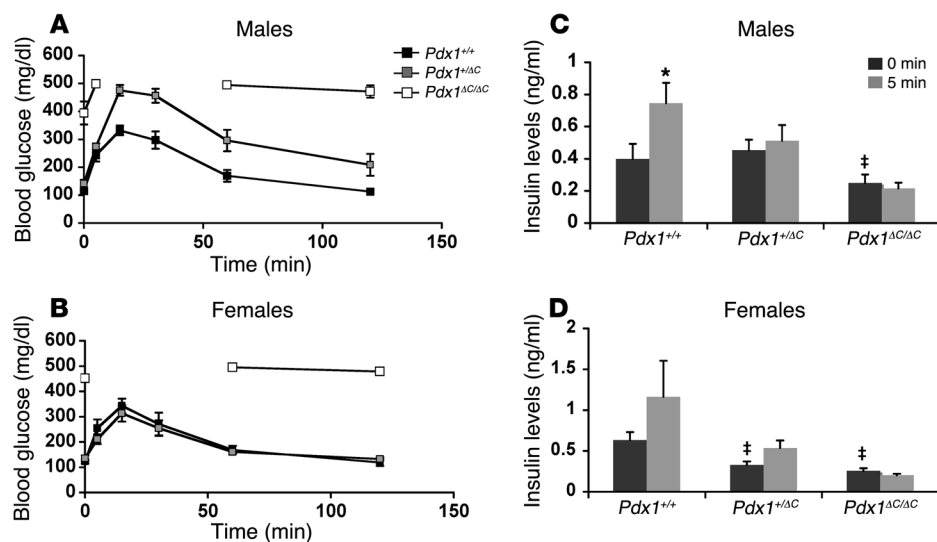 A
Males
Blood glucose (mg/dl)
600
500
400
300
200
100
0
0
50
100
150
Time (min)
Pdx1+/+
Pdx1+/ΔC
Pdx1ΔC/ΔC
C
Males
Insulin levels (ng/ml)
1
0.8
0.6
0.4
0.2
0
*
‡
0 min
5 min
Pdx1+/+
Pdx1+/ΔC
Pdx1ΔC/ΔC
B
Females
Blood glucose (mg/dl)
600
500
400
300
200
100
0
0
50
100
150
Time (min)
D
Females
Insulin levels (ng/ml)
2
1.5
1
0.5
0
‡
‡
Pdx1+/+
Pdx1+/ΔC
Pdx1ΔC/ΔC